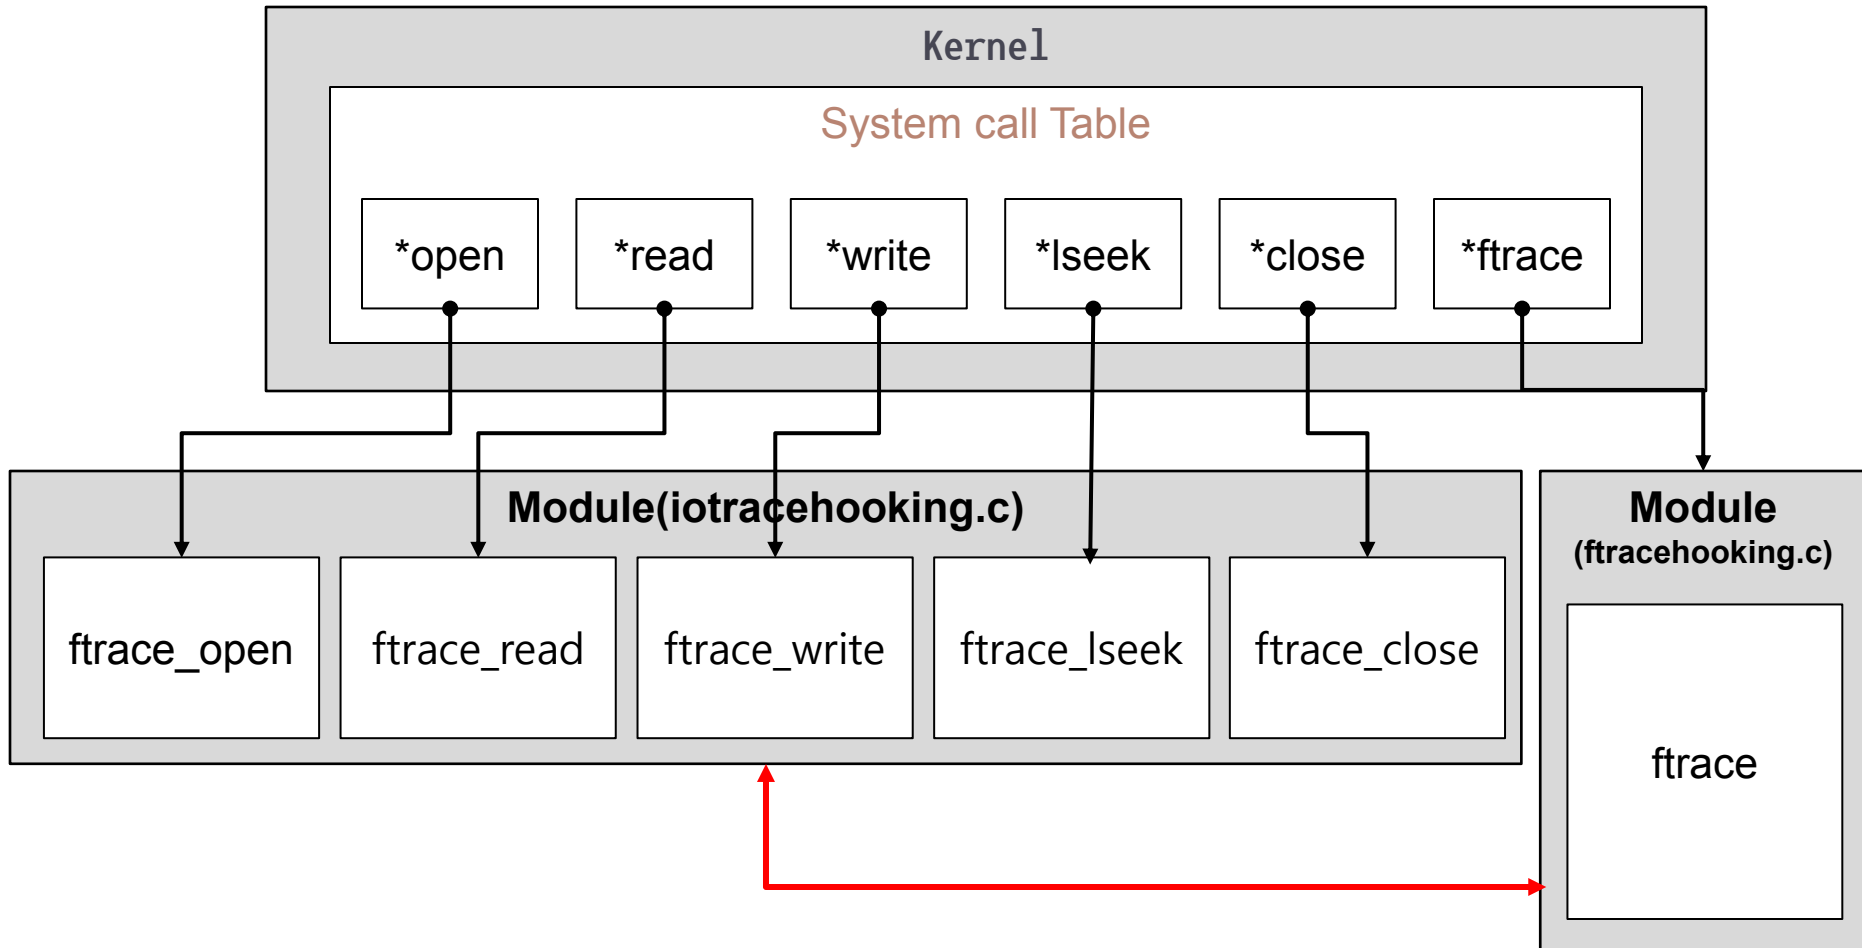 Kernel
System call Table
*open
*read
*write
*lseek
*close
*ftrace
Module(iotracehooking.c)
ftrace_open
ftrace_read
ftrace_write
ftrace_lseek
ftrace_close
Module
(ftracehooking.c)
ftrace